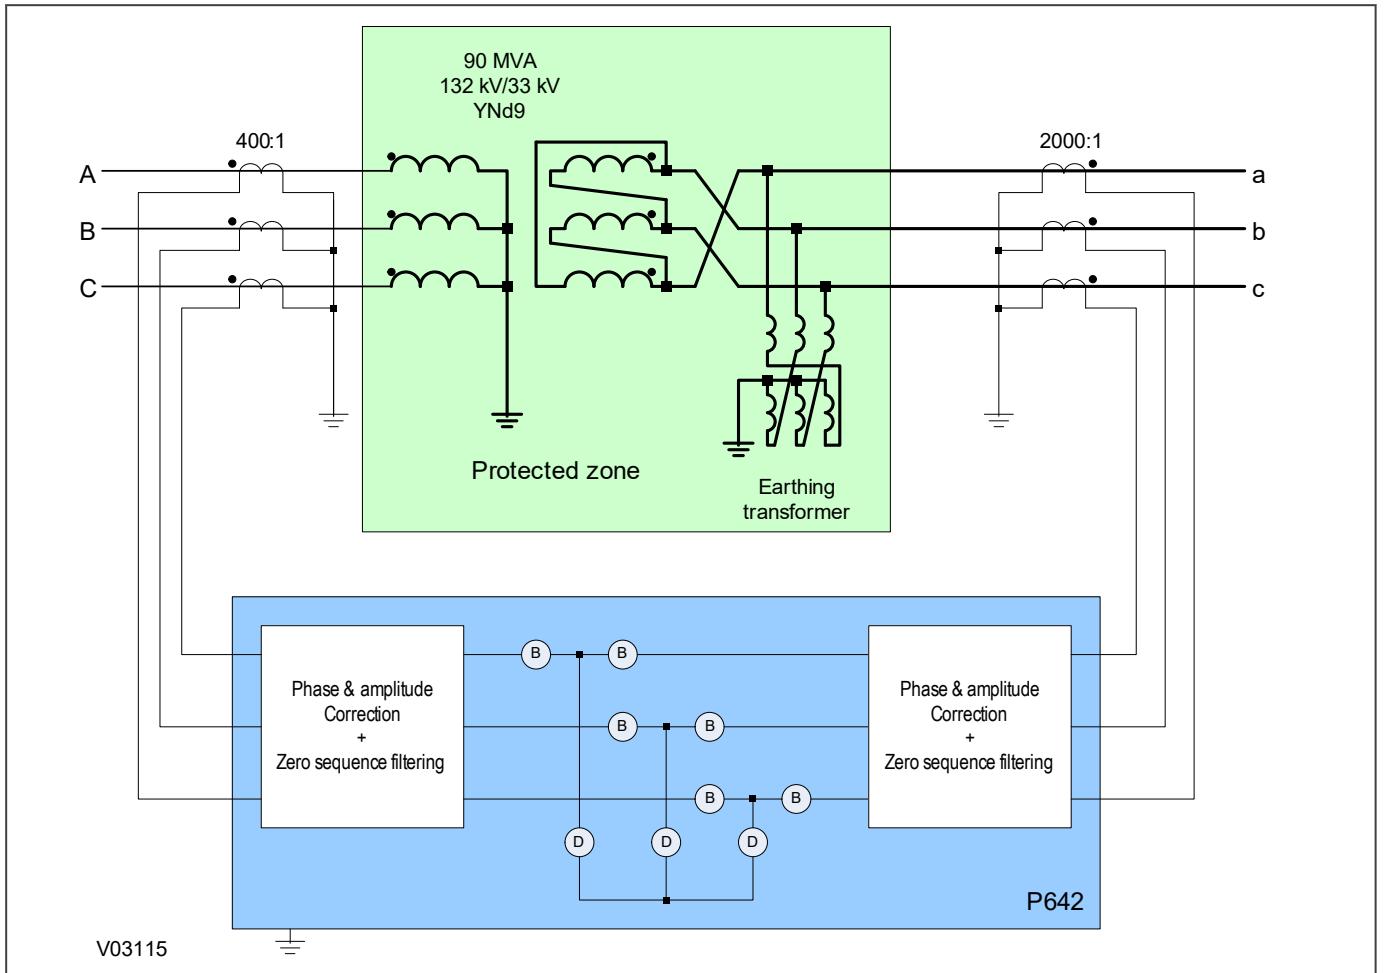 90 MVA
132 kV/33 kV
YNd9
400:1
2000:1
A
a
B
b
C
c
Protected zone
Earthing
transformer
B
B
Phase & amplitude
Correction
+
Zero sequence filtering
Phase & amplitude
Correction
+
Zero sequence filtering
B
B
B
B
D
D
D
P642
V03115